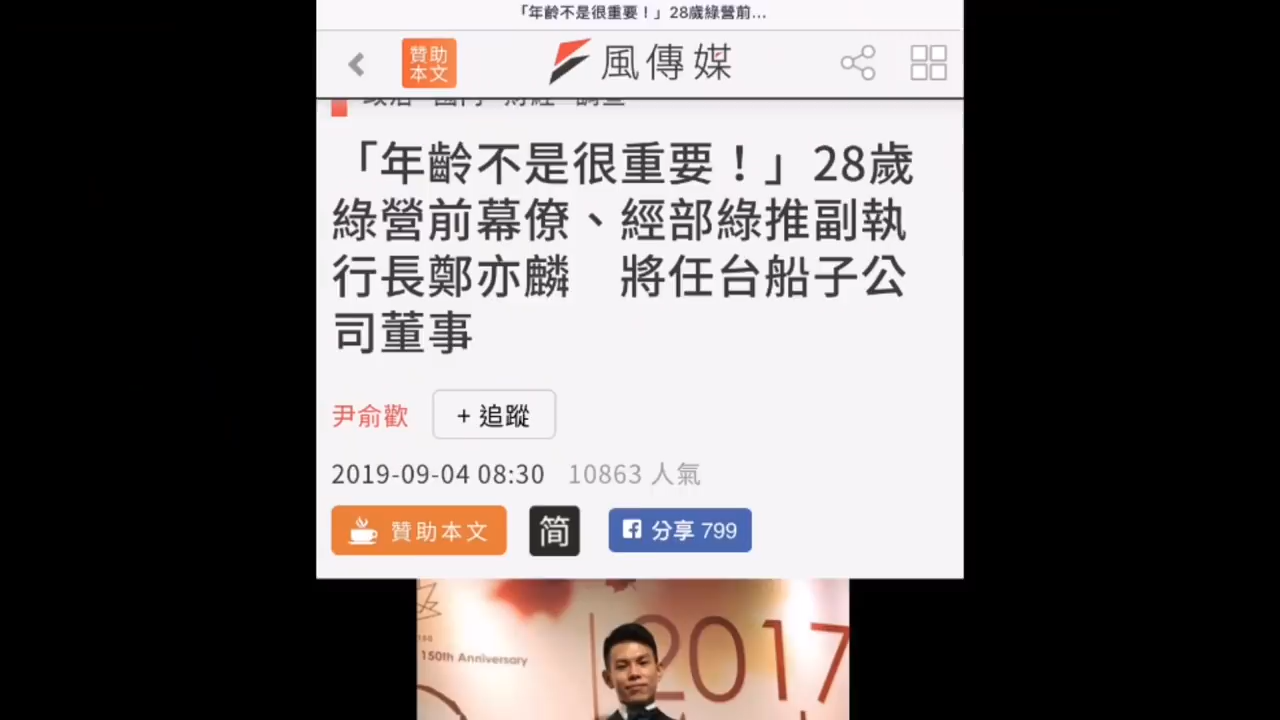 「年齡不是很重要！」28歲綠營前...
贊助
本文
風傳媒
「年齡不是很重要！」28歲
綠營前幕僚、經部綠推副執
行長鄭亦麟　將任台船子公
司董事
尹俞歡
+ 追蹤
2019-09-04 08:30 10863 人氣
贊助本文
简
分享 799
2017
150th Anniversary